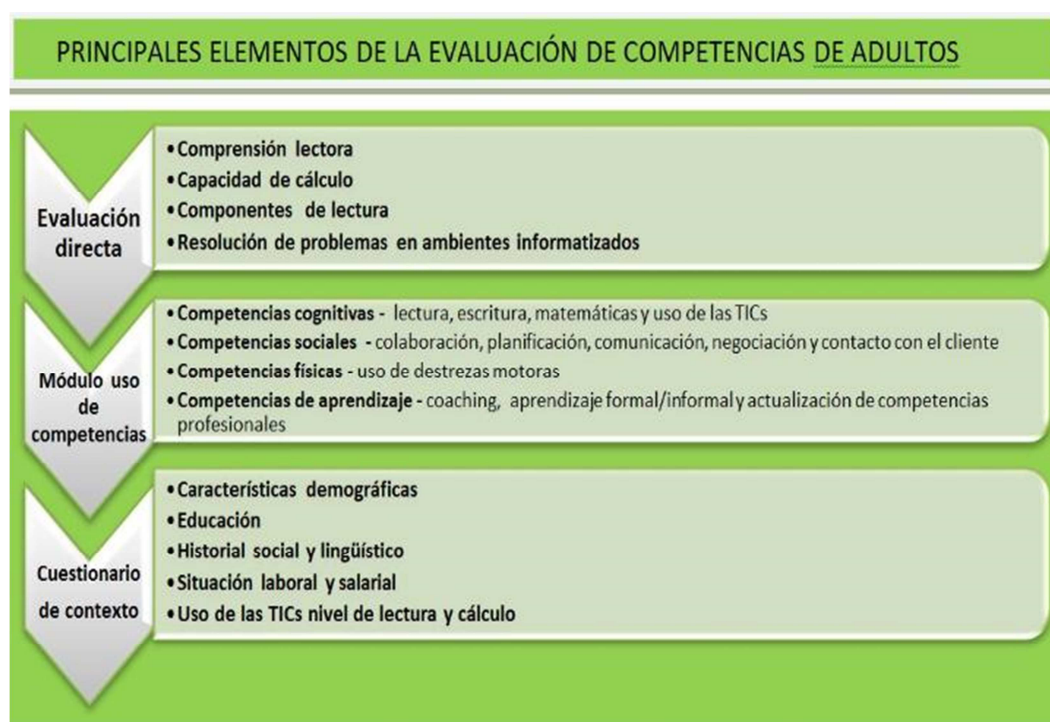 PRINCIPALES ELEMENTOS DE LA EVALUACIÓN DE COMPETENCIAS DE ADULTOS
Evaluación
directa
•Comprensión lectora
•Capacidad de cálculo
•Componentes de lectura
•Resolución de problemas en ambientes informatizados
Módulo uso
de
competencias
•Competencias cognitivas - lectura, escritura, matemáticas y uso de las TICs
•Competencias sociales - colaboración, planificación, comunicación, negociación y contacto con el cliente
•Competencias físicas - uso de destrezas motoras
•Competencias de aprendizaje - coaching, aprendizaje formal/informal y actualización de competencias
profesionales
Cuestionario
de contexto
•Características demográficas
•Educación
•Historial social y lingüístico
•Situación laboral y salarial
•Uso de las TICs nivel de lectura y cálculo